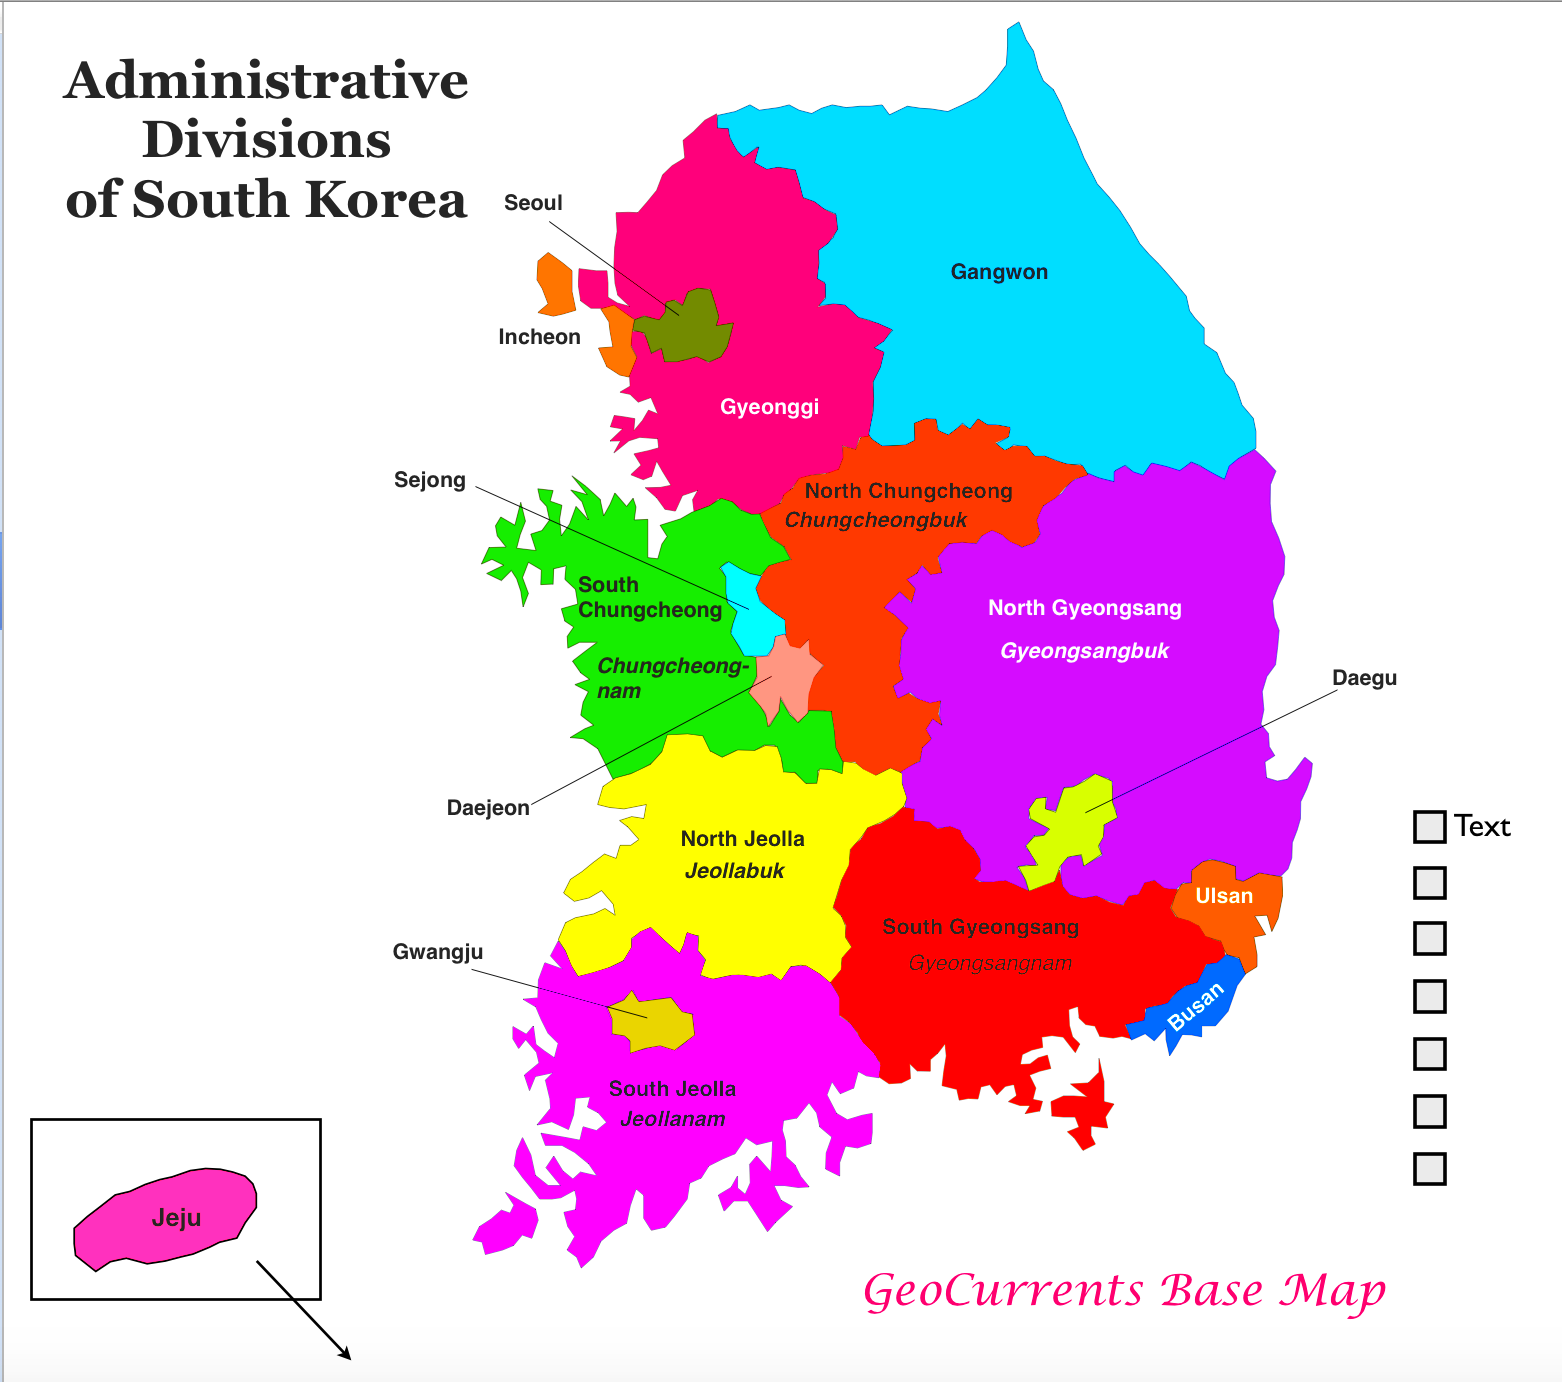 Administrative
Divisions
of South Korea
Seoul
Gangwon
Incheon
Gyeonggi
Sejong
North Chungcheong
Chungcheongbuk
South
Chungcheong
North Gyeongsang
Gyeongsangbuk
Chungcheong-
nam
Daegu
Daejeon
Text
North Jeolla
Jeollabuk
Ulsan
South Gyeongsang
Gyeongsangnam
Gwangju
Busan
South Jeolla
Jeollanam
Jeju
GeoCurrents Base Map